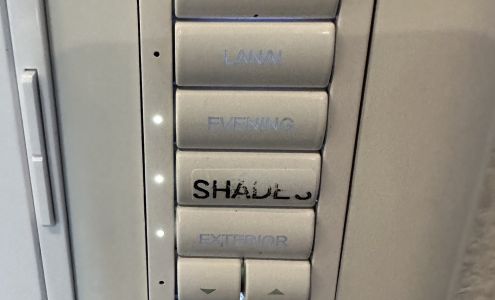 LANAI
EVENING
SHADES
EXTERIOR